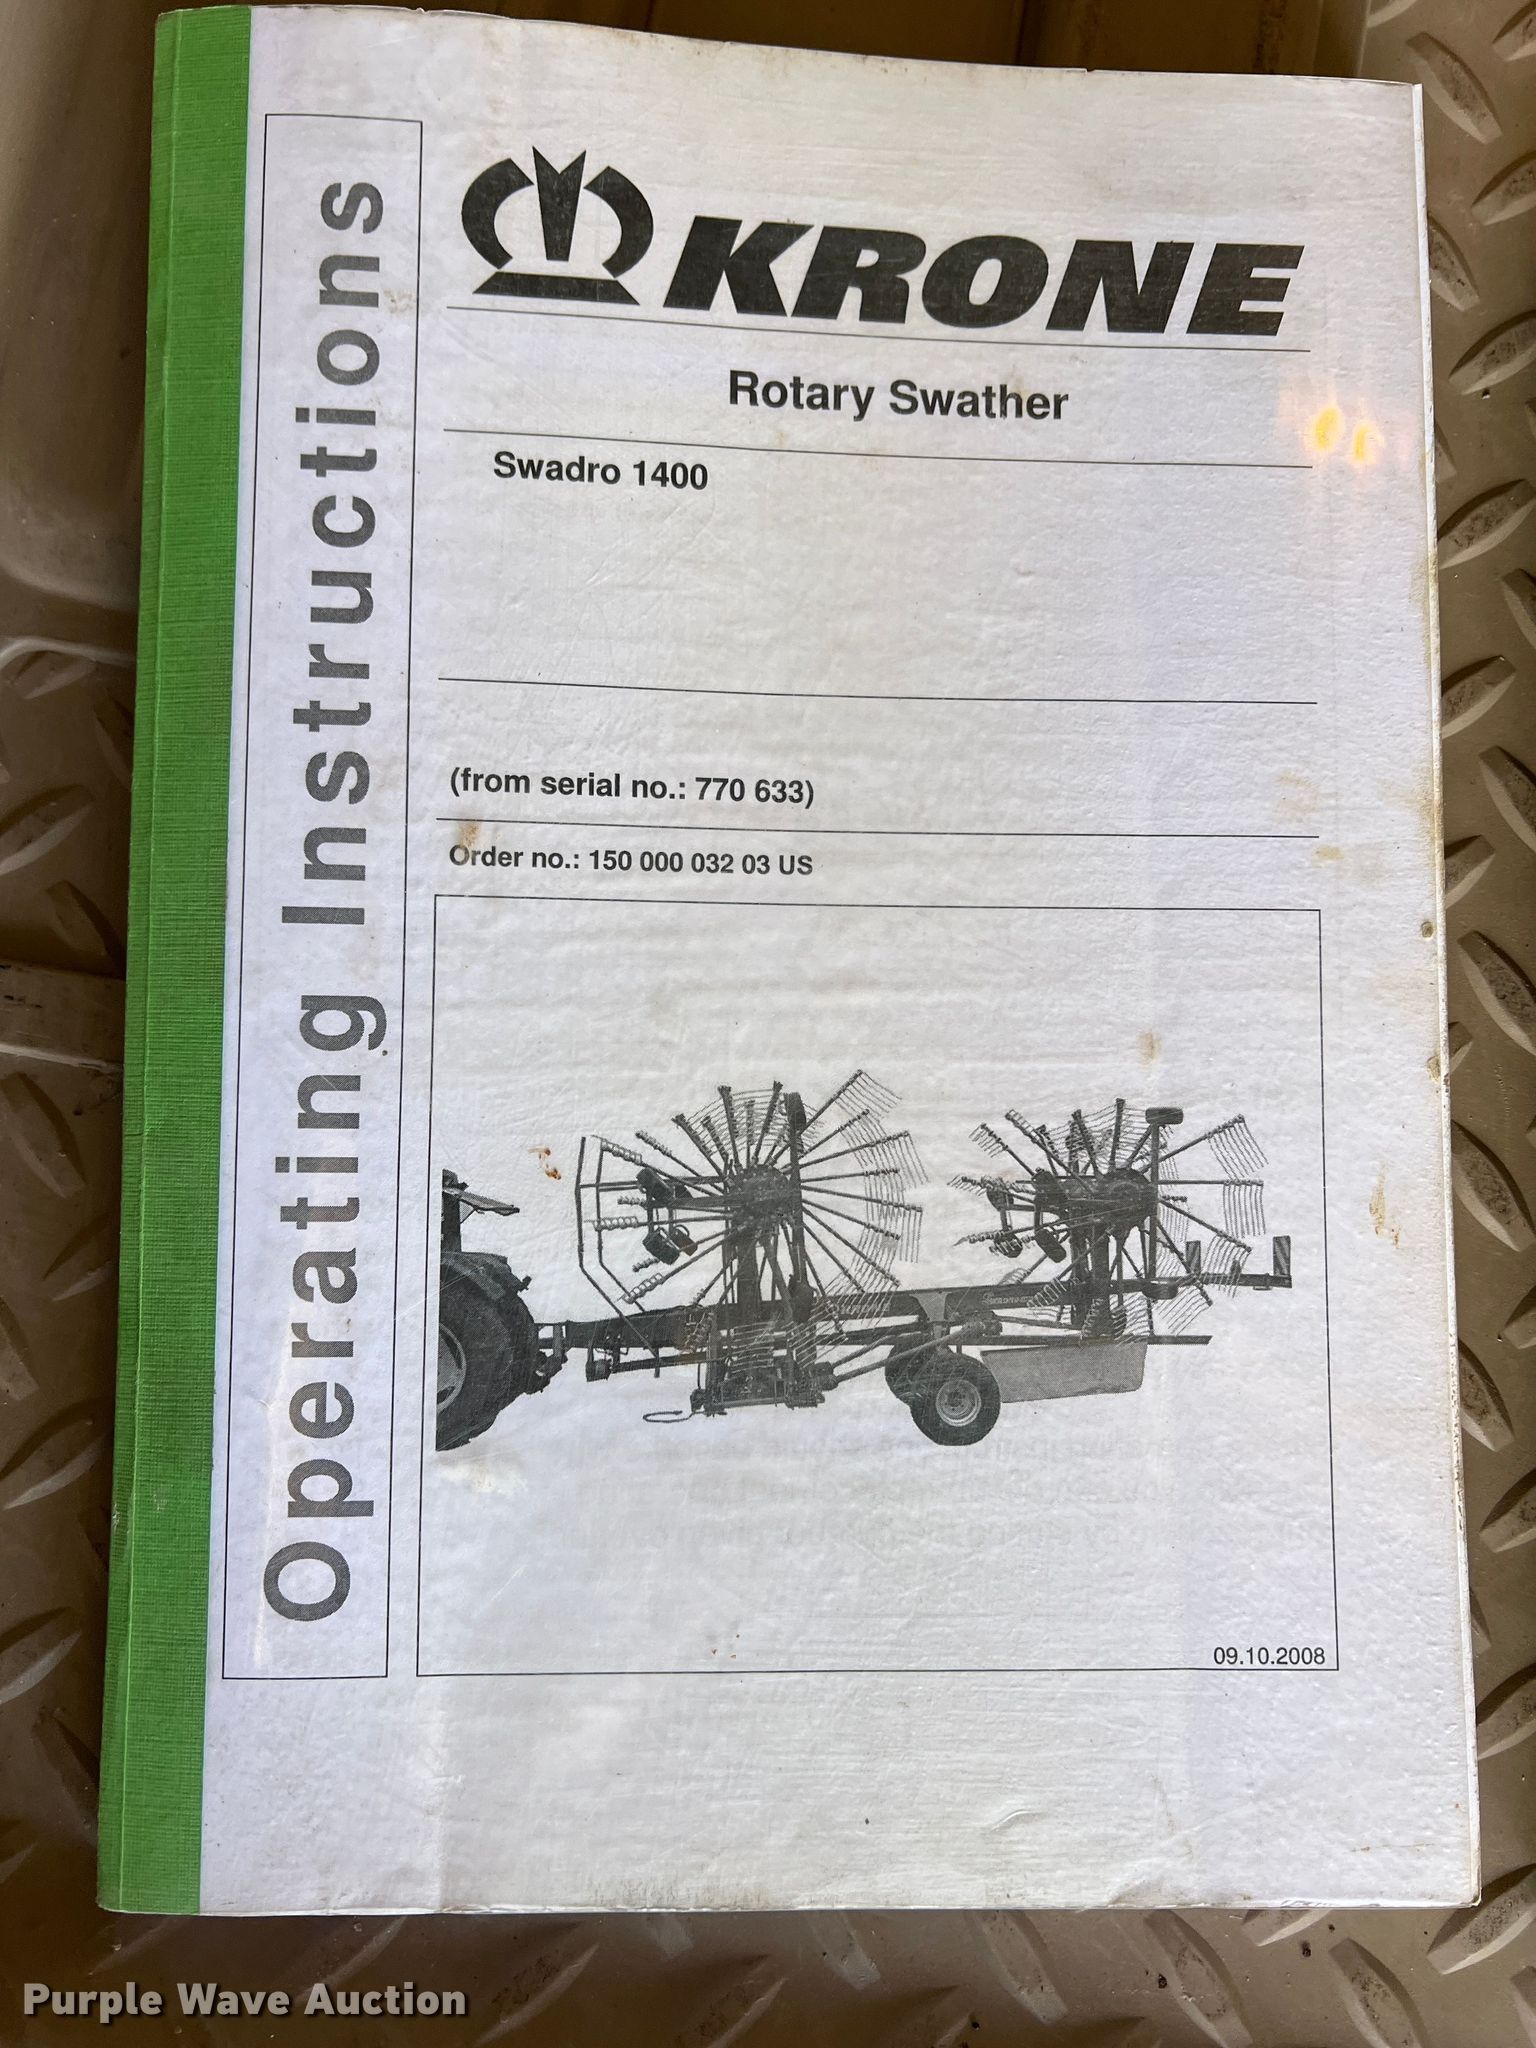 Operating Instructions
KRONE
Rotary Swather
Swadro 1400
(from serial no.: 770 633)
Order no.: 150 000 032 03 US
09.10.2008
Purple Wave Auction